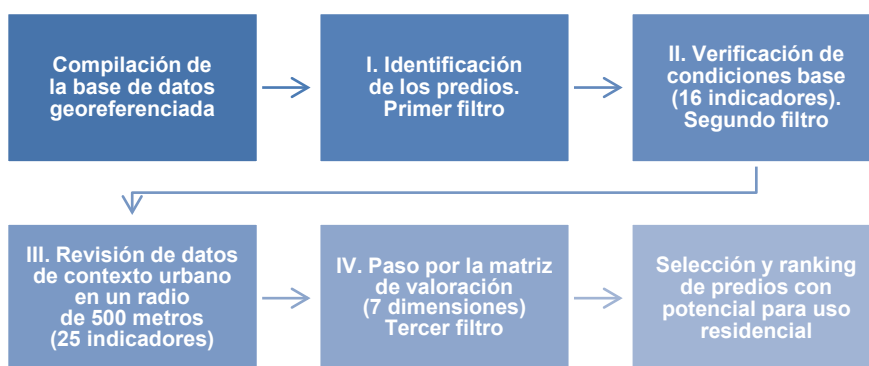 Compilación de
la base de datos
georeferenciada
I. Identificación
de los predios.
Primer filtro
II. Verificación de
condiciones base
(16 indicadores).
Segundo filtro
III. Revisión de datos
de contexto urbano
en un radio
de 500 metros
(25 indicadores)
IV. Paso por la matriz
de valoración
(7 dimensiones)
Tercer filtro
Selección y ranking
de predios con
potencial para uso
residencial